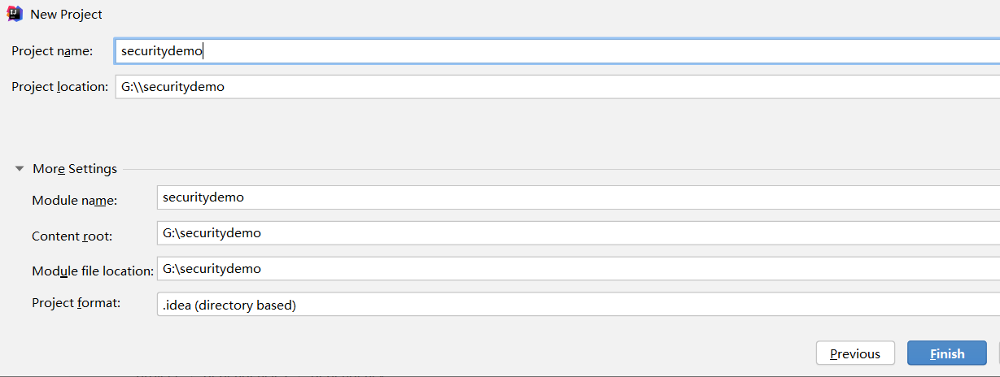 New Project
Project name: securitydemo
Project location: G:\\securitydemo
More Settings
Module name: securitydemo
Content root: G:\securitydemo
Module file location: G:\securitydemo
Project format: .idea (directory based)
Previous Finish